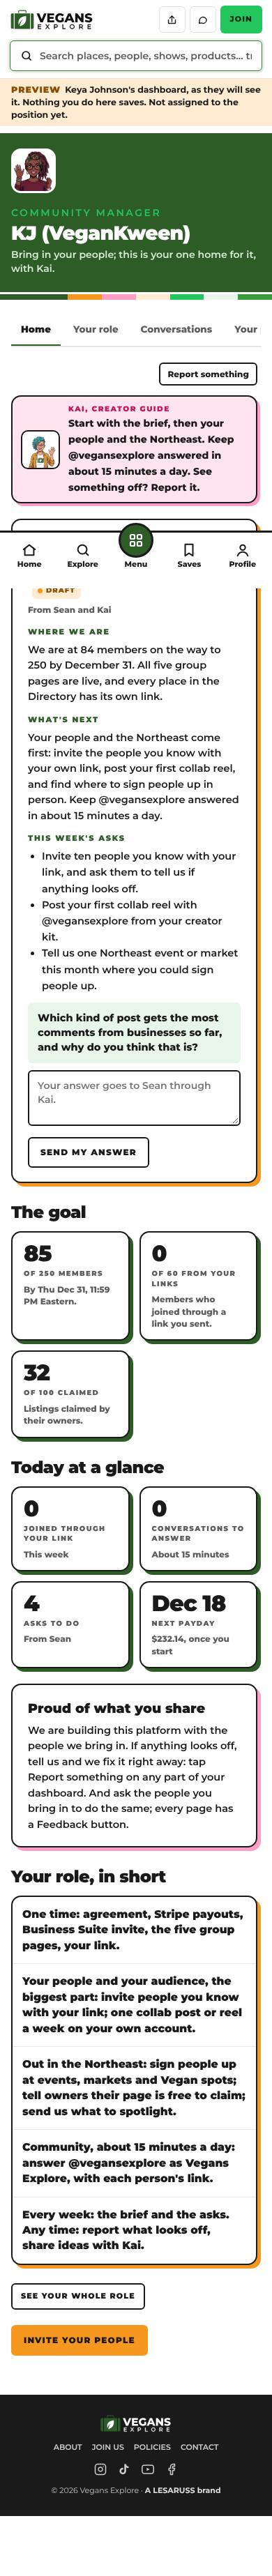 VEGANS
EXPLORE
JOIN
Search places, people, shows, products... t
PREVIEW Keya Johnson's dashboard, as they will see
it. Nothing you do here saves. Not assigned to the
position yet.
COMMUNITY MANAGER
KJ (VeganKween)
Bring in your people; this is your one home for it,
with Kai.
Home Your role Conversations Your
Report something
KAI, CREATOR GUIDE
Start with the brief, then your
people and the Northeast. Keep
@vegansexplore answered in
about 15 minutes a day. See
something off? Report it.
Home Explore Menu Saves Profile
DRAFT
From Sean and Kai
WHERE WE ARE
We are at 84 members on the way to
250 by December 31. All five group
pages are live, and every place in the
Directory has its own link.
WHAT'S NEXT
Your people and the Northeast come
first: invite the people you know with
your own link, post your first collab reel,
and find where to sign people up in
person. Keep @vegansexplore answered
in about 15 minutes a day.
THIS WEEK'S ASKS
• Invite ten people you know with your
link, and ask them to tell us if
anything looks off.
• Post your first collab reel with
@vegansexplore from your creator
kit.
• Tell us one Northeast event or market
this month where you could sign
people up.
Which kind of post gets the most
comments from businesses so far,
and why do you think that is?
Your answer goes to Sean through
Kai.
SEND MY ANSWER
The goal
85
OF 250 MEMBERS
By Thu Dec 31, 11:59
PM Eastern.
0
OF 60 FROM YOUR
LINKS
Members who
joined through a
link you sent.
32
OF 100 CLAIMED
Listings claimed by
their owners.
Today at a glance
0
JOINED THROUGH
YOUR LINK
This week
0
CONVERSATIONS TO
ANSWER
About 15 minutes
4
ASKS TO DO
From Sean
Dec 18
NEXT PAYDAY
$232.14, once you
start
Proud of what you share
We are building this platform with the
people we bring in. If anything looks off,
tell us and we fix it right away: tap
Report something on any part of your
dashboard. And ask the people you
bring in to do the same; every page has
a Feedback button.
Your role, in short
One time: agreement, Stripe payouts,
Business Suite invite, the five group
pages, your link.
Your people and your audience, the
biggest part: invite people you know
with your link; one collab post or reel
a week on your own account.
Out in the Northeast: sign people up
at events, markets and Vegan spots;
tell owners their page is free to claim;
send us what to spotlight.
Community, about 15 minutes a day:
answer @vegansexplore as Vegans
Explore, with each person's link.
Every week: the brief and the asks.
Any time: report what looks off,
share ideas with Kai.
SEE YOUR WHOLE ROLE
INVITE YOUR PEOPLE
VEGANS
EXPLORE
ABOUT JOIN US POLICIES CONTACT
© 2026 Vegans Explore · A LESARUSS brand